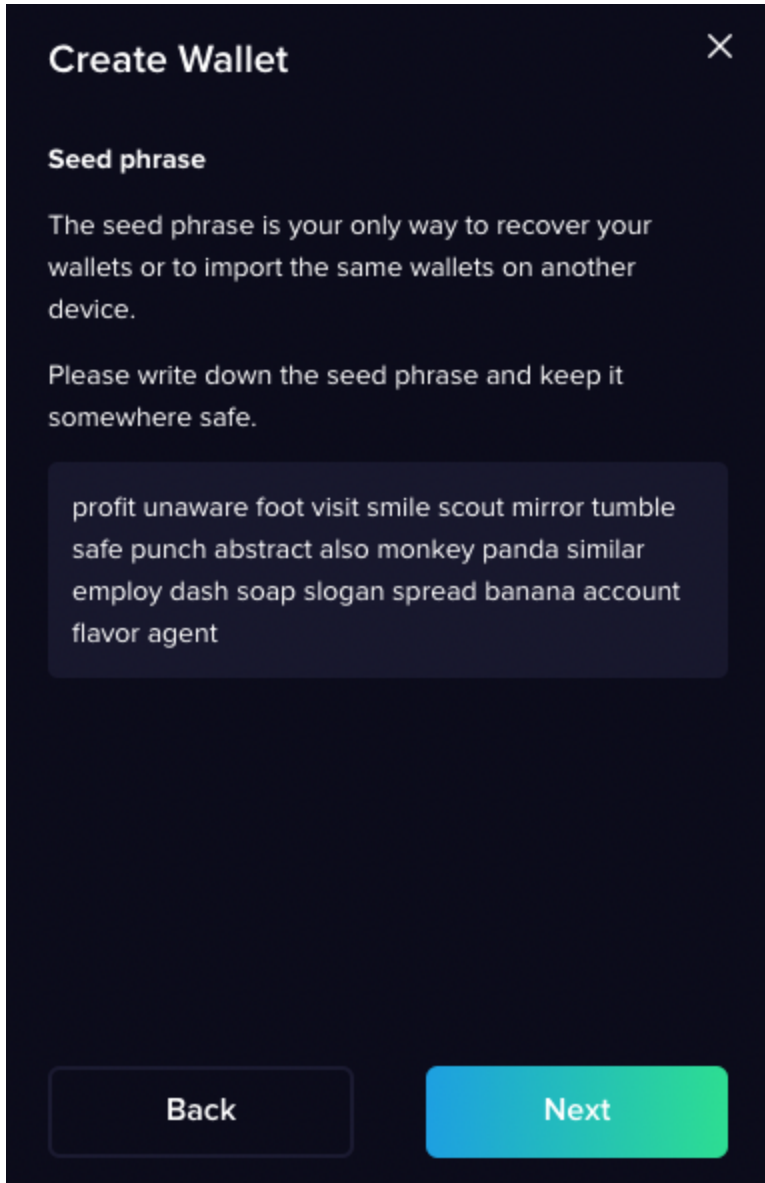 Create Wallet
Seed phrase
The seed phrase is your only way to recover your
wallets or to import the same wallets on another
device.
Please write down the seed phrase and keep it
somewhere safe.
profit unaware foot visit smile scout mirror tumble
safe punch abstract also monkey panda similar
employ dash soap slogan spread banana account
flavor agent
Back
Next